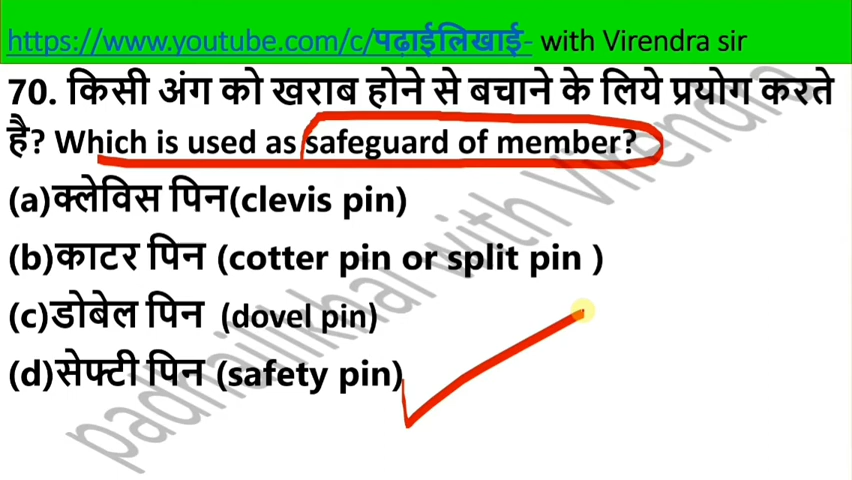 https://www.youtube.com/c/पढ़ाईलिखाई- with Virendra sir
70. किसी अंग को खराब होने से बचाने के लिये प्रयोग करते
है? Which is used as safeguard of member?
(a)क्लेविस पिन(clevis pin)
(b)काटर पिन (cotter pin or split pin )
(c)डोबेल पिन (dovel pin)
(d)सेफ्टी पिन (safety pin)
padhailikhai with Virendra